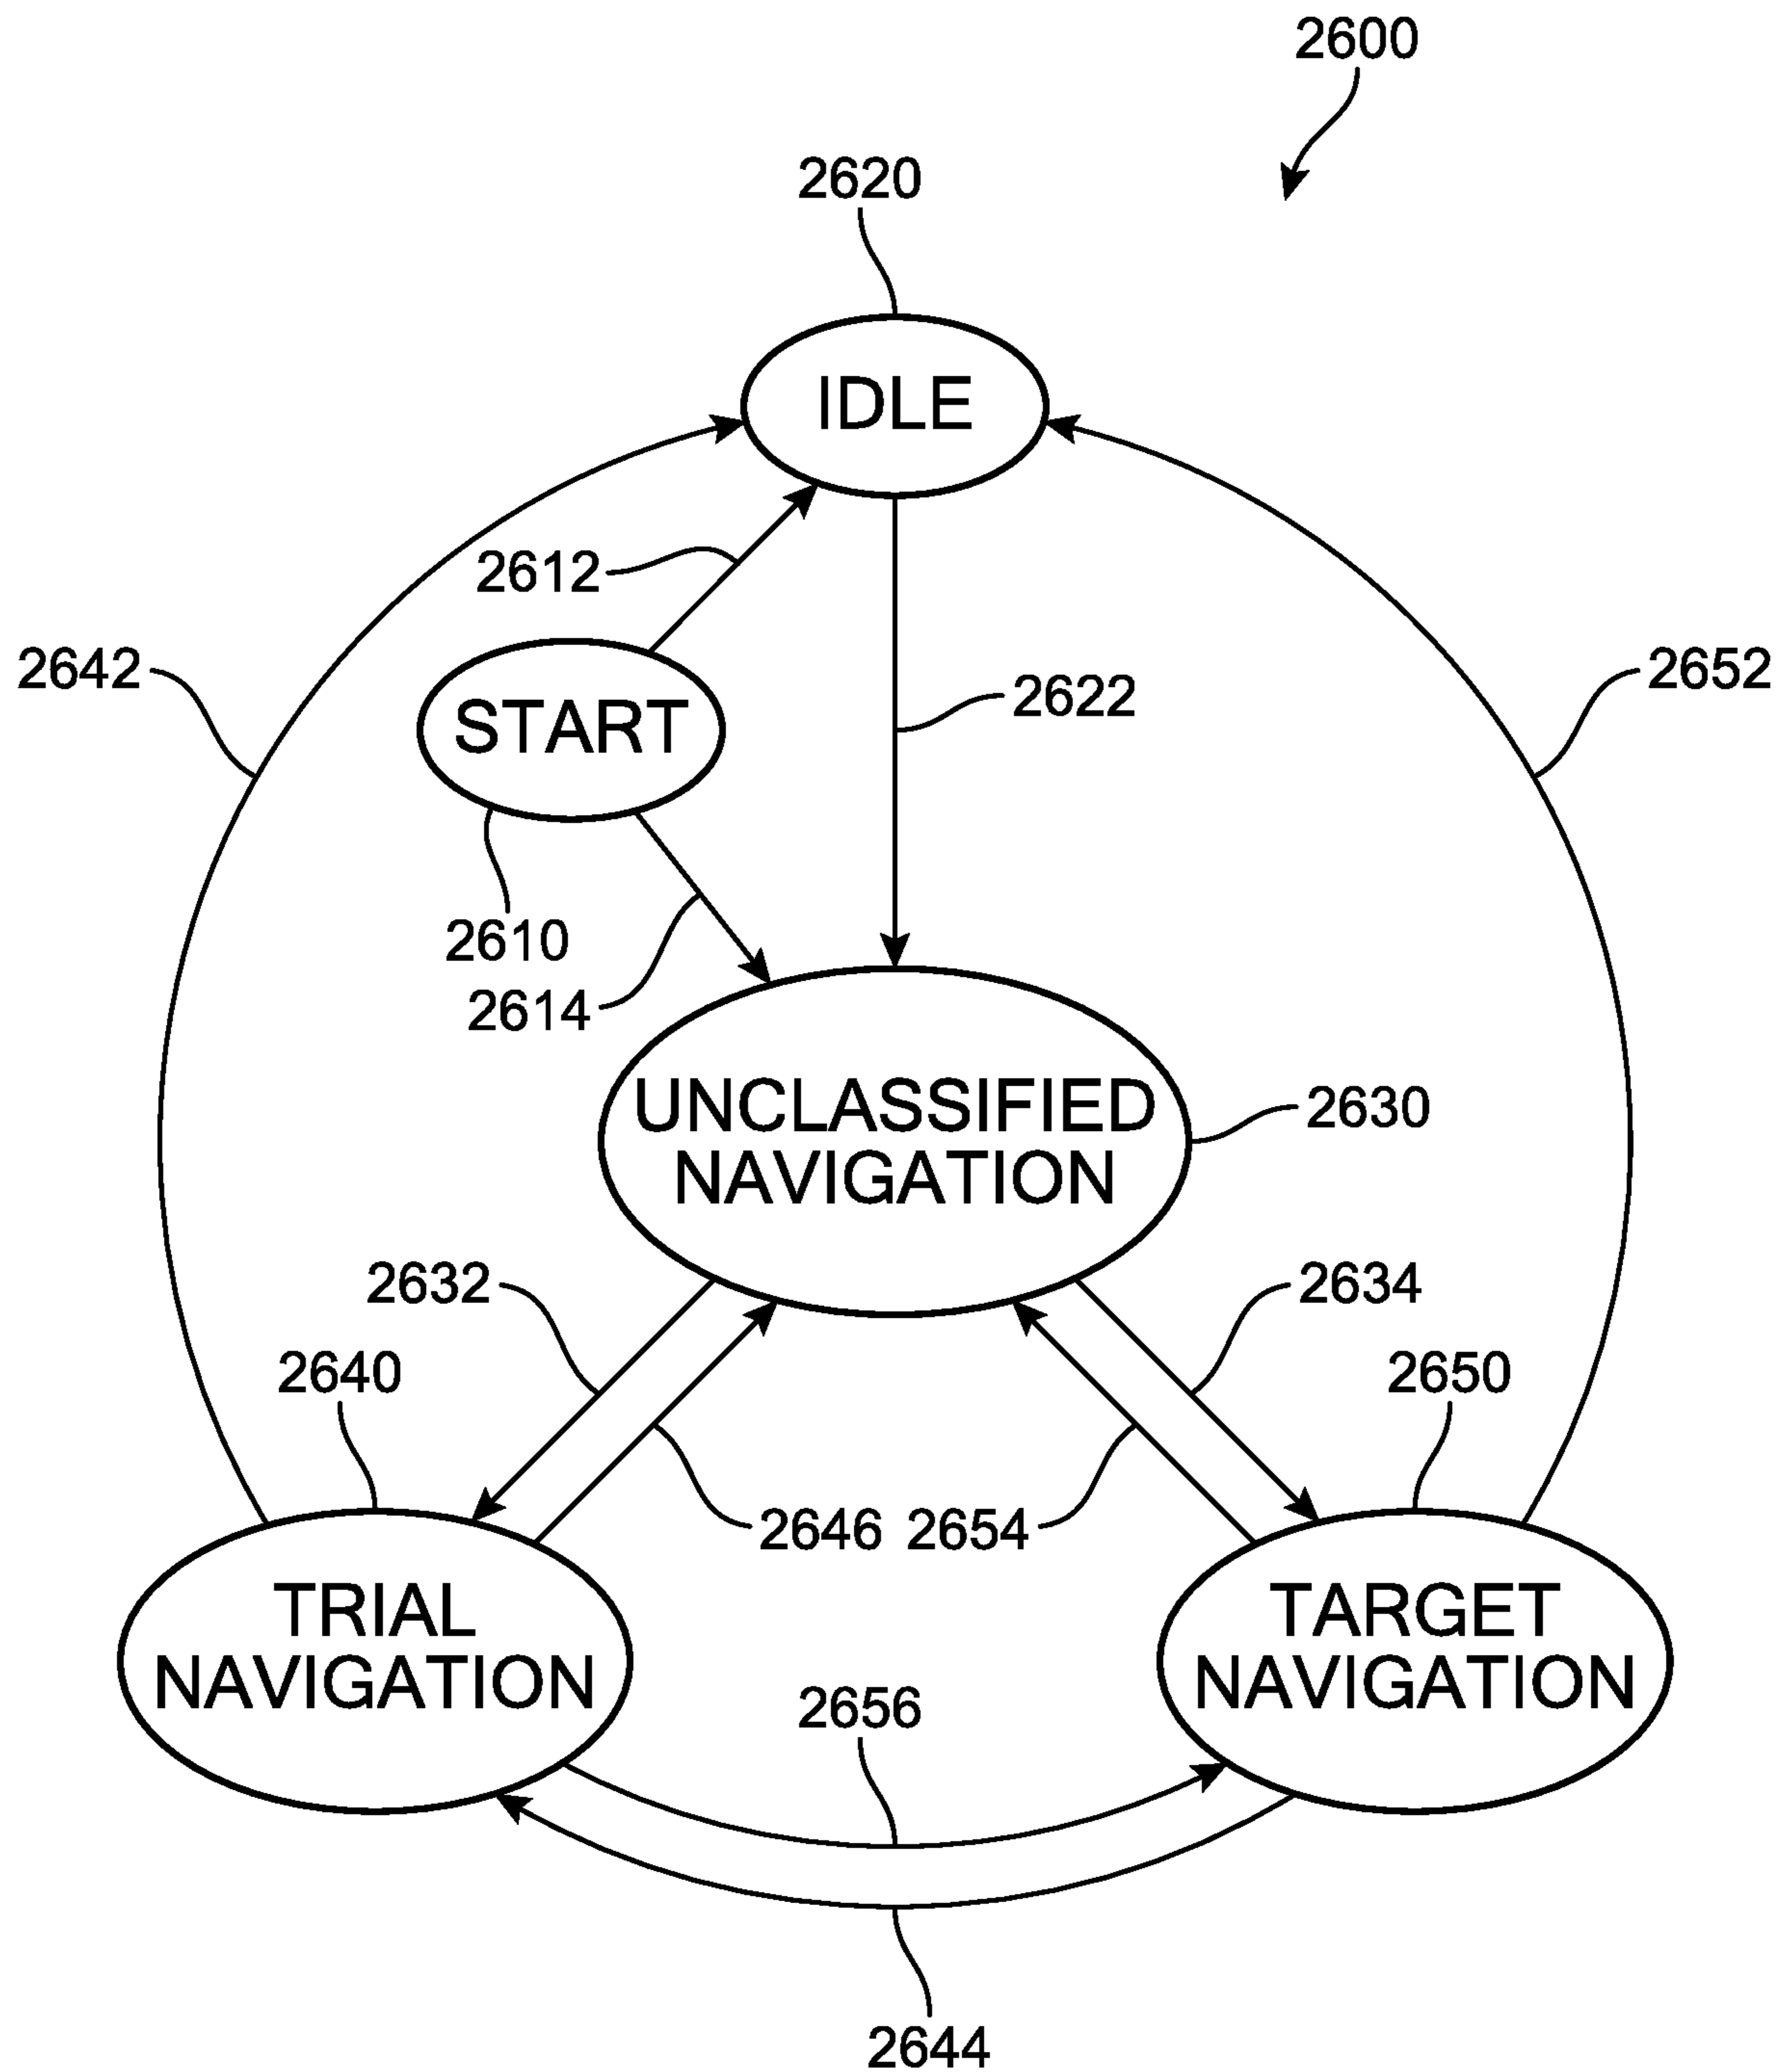 2600
2620
IDLE
2612
2642
2652
START
2622
2610
2614
UNCLASSIFIED
NAVIGATION
2630
2632
2634
2640
2650
2646
2654
TRIAL
NAVIGATION
TARGET
NAVIGATION
2656
2644